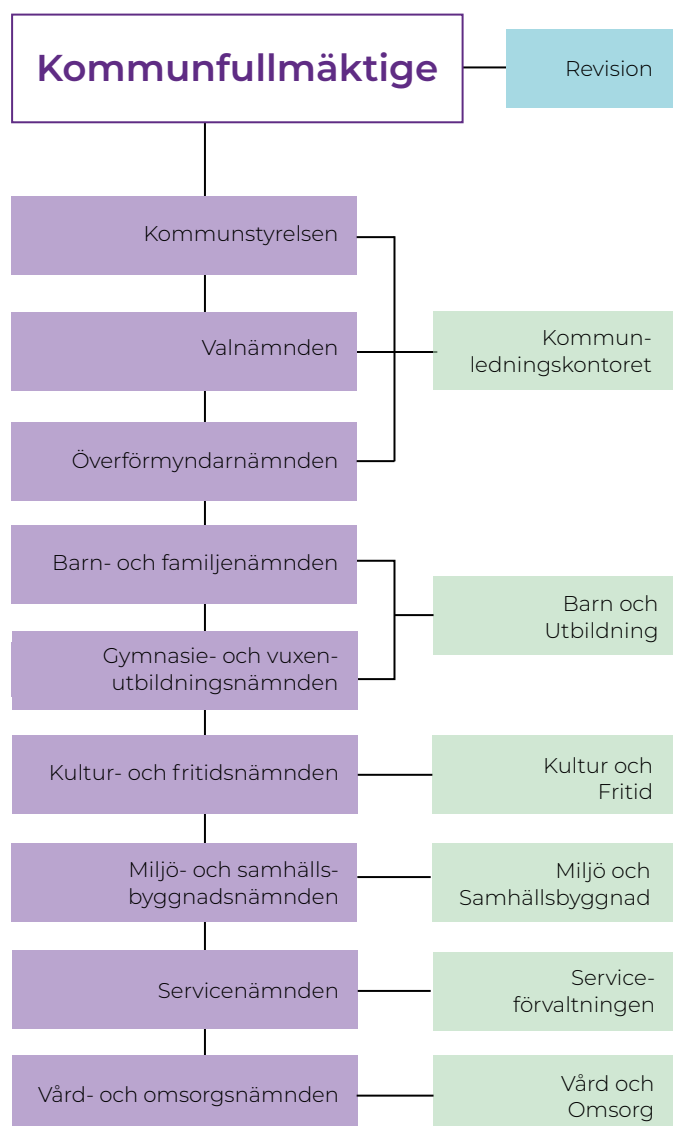 Kommunfullmäktige
Revision
Kommunstyrelsen
Valnämnden
Kommun-
ledningskontoret
Överförmyndarnämnden
Barn- och familjenämnden
Barn och
Utbildning
Gymnasie- och vuxen-
utbildningsnämnden
Kultur- och fritidsnämnden
Kultur och
Fritid
Miljö- och samhälls-
byggnadsnämnden
Miljö och
Samhällsbyggnad
Servicenämnden
Service-
förvaltningen
Vård- och omsorgsnämnden
Vård och
Omsorg